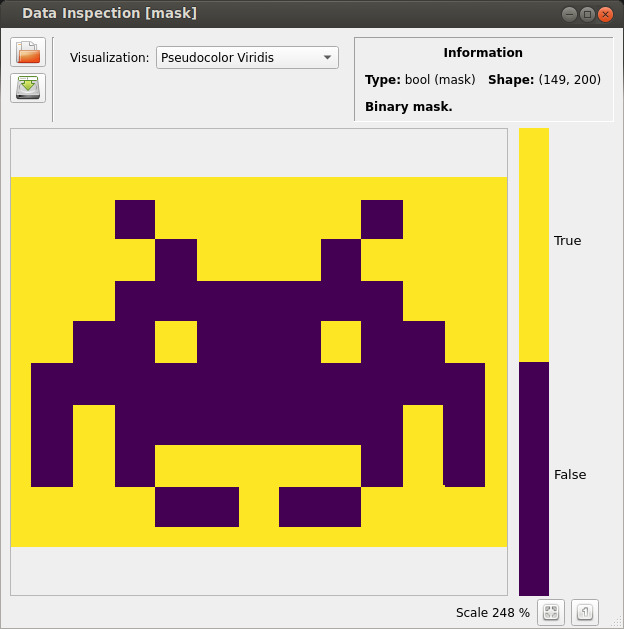 Data Inspection [mask]
Visualization: Pseudocolor Viridis
Information
Type: bool (mask) Shape: (149, 200)
Binary mask.
True
False
Scale 248 %